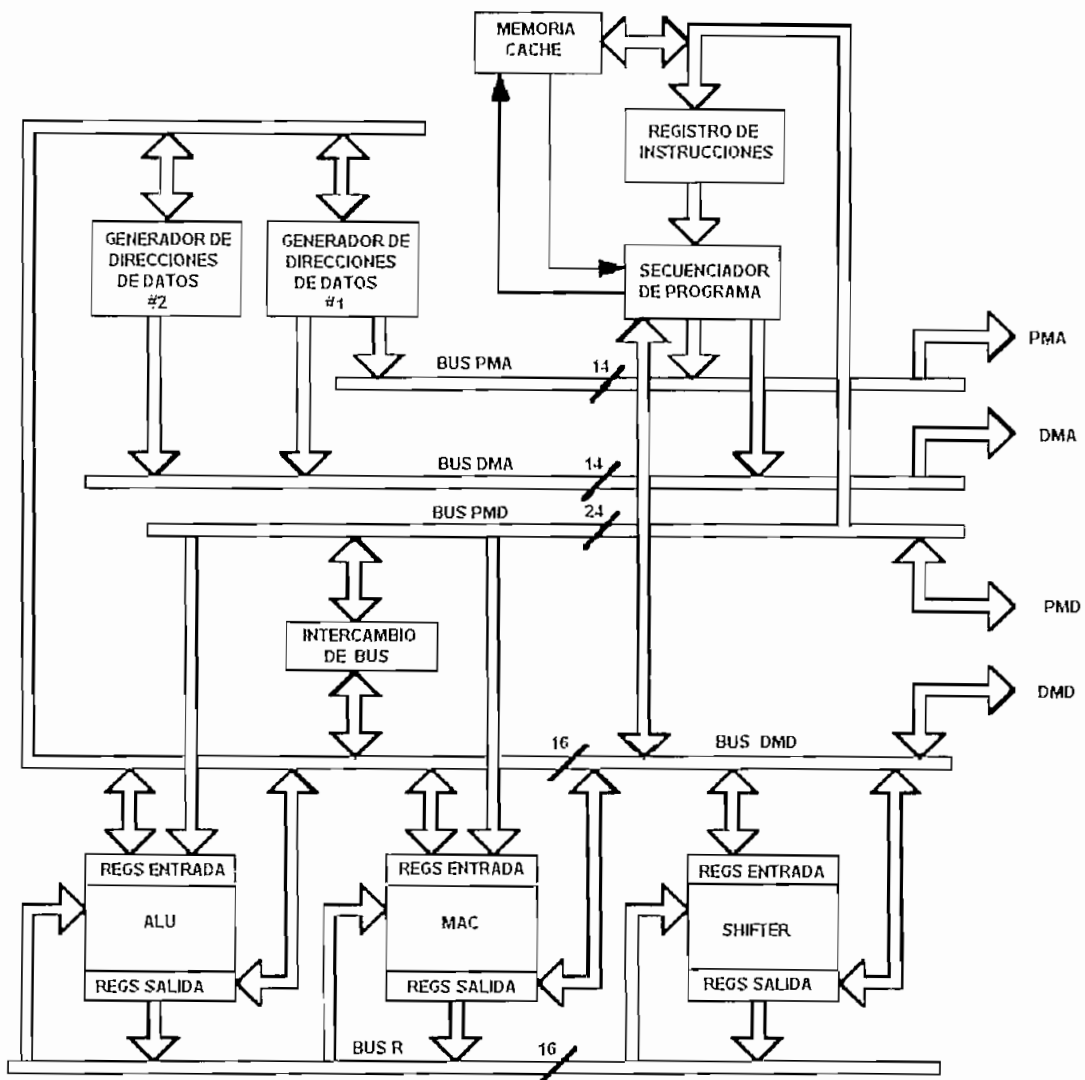 MEMORIA
CACHE
REGISTRO DE
INSTRUCCIONES
GENERADOR DE
DIRECCIONES
DE DATOS
#2
GENERADOR DE
DIRECCIONES
DE DATOS
#1
SECUENCIADOR
DE PROGRAMA
BUS PMA
14
PMA
BUS DMA
14
DMA
BUS PMD
24
PMD
INTERCAMBIO
DE BUS
DMD
16
BUS DMD
REGS ENTRADA
ALU
REGS SALIDA
REGS ENTRADA
MAC
REGS SALIDA
REGS ENTRADA
SHIFTER
REGS SALIDA
BUS R
16